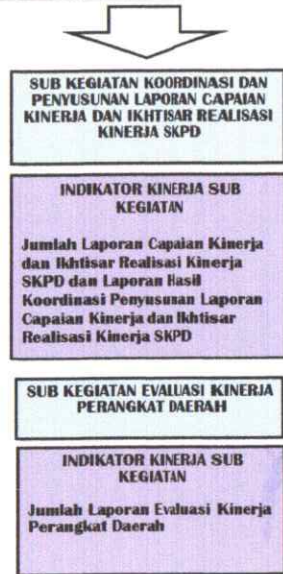 SUB KEGIATAN KOORDINASI DAN
PENYUSUNAN LAPORAN CAPAIAN
KINERJA DAN IKHTISAR REALISASI
KINERJA SKPD
INDIKATOR KINERJA SUB
KEGIATAN
Jumlah Laporan Capaian Kinerja
dan Ikhtisar Realisasi Kinerja
SKPD dan Laporan Hasil
Koordinasi Penyusunan Laporan
Capaian Kinerja dan Ikhtisar
Realisasi Kinerja SKPD
SUB KEGIATAN EVALUASI KINERJA
PERANGKAT DAERAH
INDIKATOR KINERJA SUB
KEGIATAN
Jumlah Laporan Evaluasi Kinerja
Perangkat Daerah